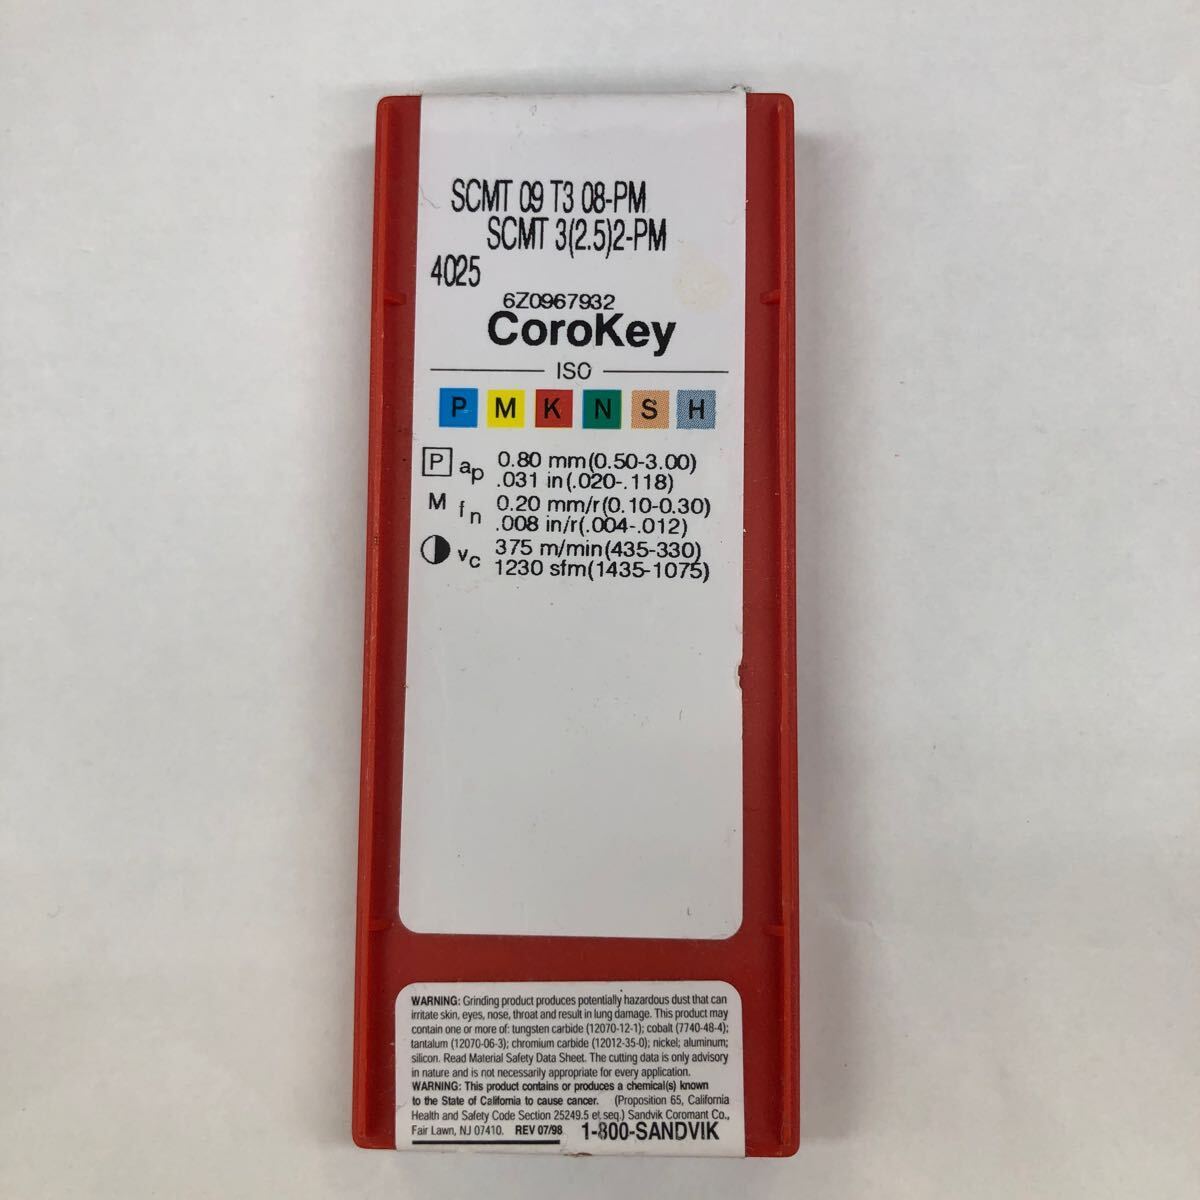 SCMT 09 T3 08-PM
SCMT 3(2.5)2-PM
4025
6Z0967932
CoroKey
ISO
P M K N S H
P ap 0.80 mm(0.50-3.00)
.031 in(.020-.118)
M fn 0.20 mm/r(0.10-0.30)
.008 in/r(.004-.012)
vc 375 m/min(435-330)
1230 sfm(1435-1075)
WARNING: Grinding product produces potentially hazardous dust that can
irritate skin, eyes, nose, throat and result in lung damage. This product may
contain one or more of: tungsten carbide (12070-12-1); cobalt (7740-48-4);
tantalum (12070-06-3); chromium carbide (12012-35-0); nickel; aluminum;
silicon. Read Material Safety Data Sheet. The cutting data is only advisory
in nature and is not necessarily appropriate for every application.
WARNING: This product contains or produces a chemical(s) known
to the State of California to cause cancer. (Proposition 65, California
Health and Safety Code Section 25249.5 et seq.) Sandvik Coromant Co.,
Fair Lawn, NJ 07410. REV 07/98 1-800-SANDVIK